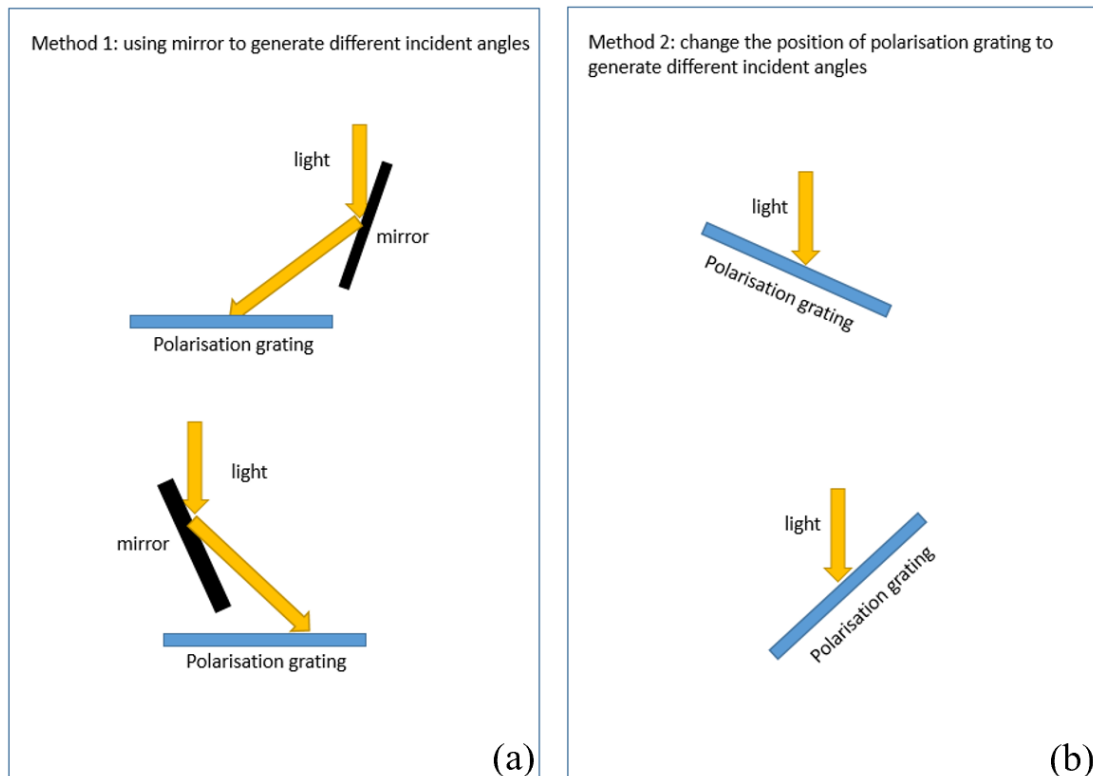 Method 1: using mirror to generate different incident angles
light
mirror
Polarisation grating
light
mirror
Polarisation grating
(a)
Method 2: change the position of polarisation grating to
generate different incident angles
light
Polarisation grating
light
Polarisation grating
(b)